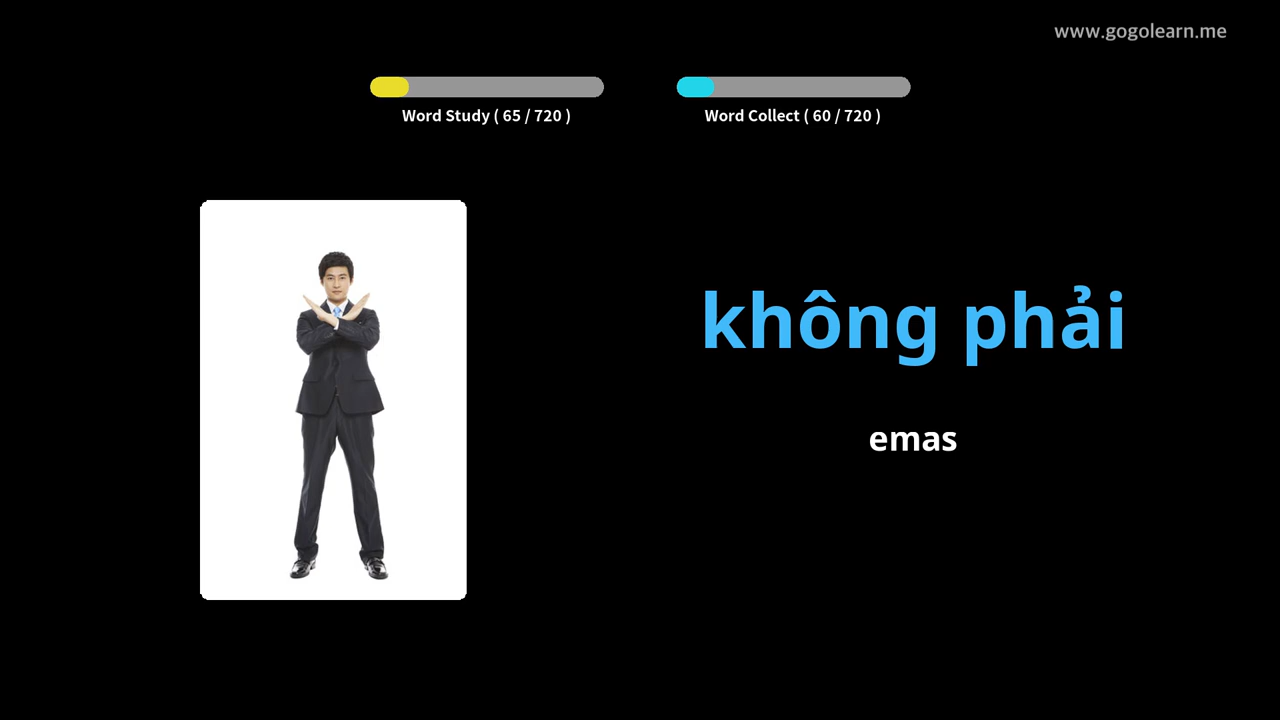 www.gogolearn.me
Word Study ( 65 / 720 )
Word Collect ( 60 / 720 )
không phải
emas